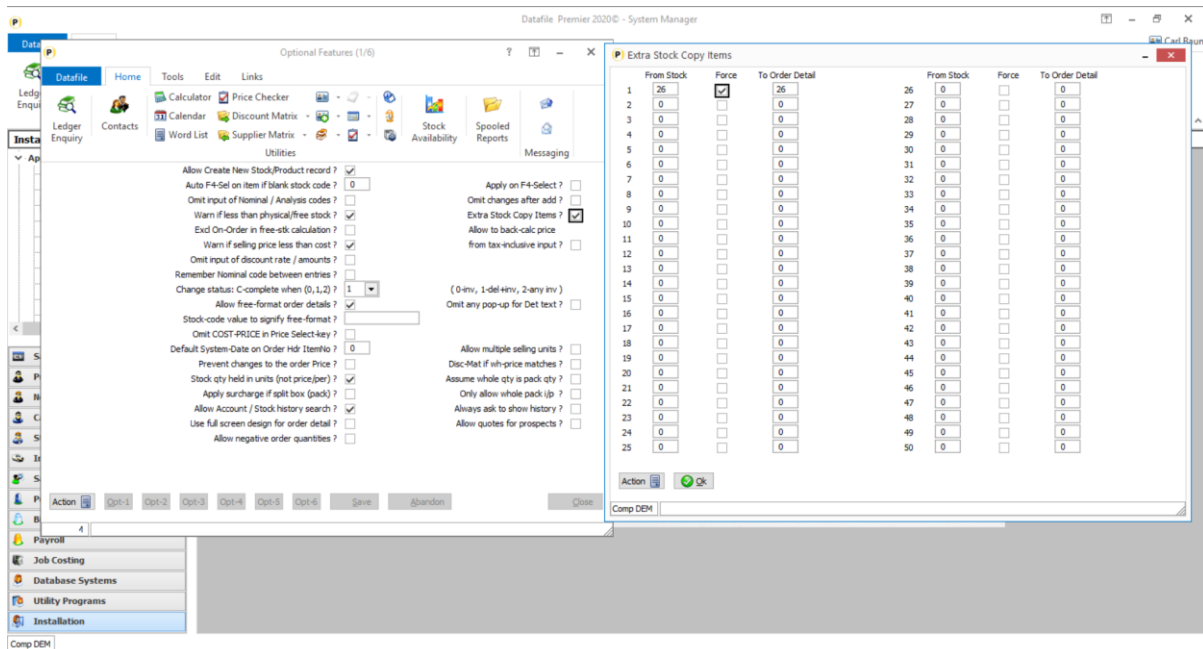 Datafile Premier 2020© - System Manager
Carl Baun
Data
Ledg
Enqui
Insta
Ap
Optional Features (1/6)
Datafile Home Tools Edit Links
Ledger Enquiry
Contacts
Calculator Price Checker
Calendar Discount Matrix
Word List Supplier Matrix
Stock Availability
Spooled Reports
Utilities Messaging
Allow Create New Stock/Product record ?
Auto F4-Sel on item if blank stock code ? 0 Apply on F4-Select ?
Omit input of Nominal / Analysis codes ? Omit changes after add ?
Warn if less than physical/free stock ? Extra Stock Copy Items ?
Excl On-Order in free-stk calculation ? Allow to back-calc price
Warn if selling price less than cost ? from tax-inclusive input ?
Omit input of discount rate / amounts ?
Remember Nominal code between entries ?
Change status: C-complete when (0,1,2) ? 1 ( 0-inv, 1-del+inv, 2-any inv )
Allow free-format order details ? Omit any pop-up for Det text ?
Stock-code value to signify free-format ?
Omit COST-PRICE in Price Select-key ?
Default System-Date on Order Hdr ItemNo ? 0 Allow multiple selling units ?
Prevent changes to the order Price ? Disc-Mat if wh-price matches ?
Stock qty held in units (not price/per) ? Assume whole qty is pack qty ?
Apply surcharge if split box (pack) ? Only allow whole pack i/p ?
Allow Account / Stock history search ? Always ask to show history ?
Use full screen design for order detail ? Allow quotes for prospects ?
Allow negative order quantities ?
Action Opt-1 Opt-2 Opt-3 Opt-4 Opt-5 Opt-6 Save Abandon Close
4
Extra Stock Copy Items
From Stock Force To Order Detail From Stock Force To Order Detail
1 26 26 26 0 0
2 0 0 27 0 0
3 0 0 28 0 0
4 0 0 29 0 0
5 0 0 30 0 0
6 0 0 31 0 0
7 0 0 32 0 0
8 0 0 33 0 0
9 0 0 34 0 0
10 0 0 35 0 0
11 0 0 36 0 0
12 0 0 37 0 0
13 0 0 38 0 0
14 0 0 39 0 0
15 0 0 40 0 0
16 0 0 41 0 0
17 0 0 42 0 0
18 0 0 43 0 0
19 0 0 44 0 0
20 0 0 45 0 0
21 0 0 46 0 0
22 0 0 47 0 0
23 0 0 48 0 0
24 0 0 49 0 0
25 0 0 50 0 0
Action Ok
Comp DEM
Payroll
Job Costing
Database Systems
Utility Programs
Installation
Comp DEM